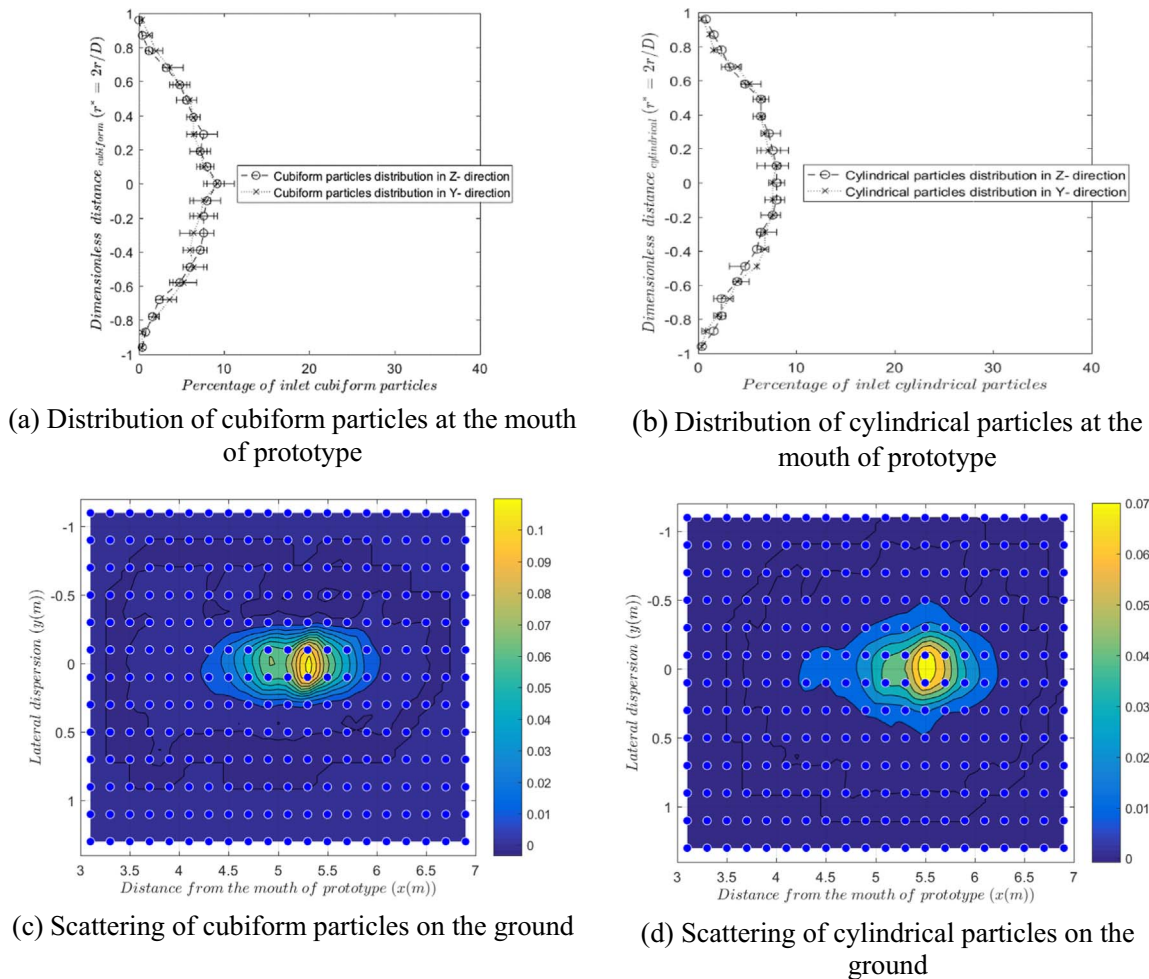 1
0.8
0.6
0.4
0.2
0
-0.2
-0.4
-0.6
-0.8
-1
Dimensionless distance cubiform (r* = 2r/D)
Cubiform particles distribution in Z- direction
Cubiform particles distribution in Y- direction
0 10 20 30 40
Percentage of inlet cubiform particles
(a) Distribution of cubiform particles at the mouth
of prototype
1
0.8
0.6
0.4
0.2
0
-0.2
-0.4
-0.6
-0.8
-1
Dimensionless distance cylindrical (r* = 2r/D)
Cylindrical particles distribution in Z- direction
Cylindrical particles distribution in Y- direction
0 10 20 30 40
Percentage of inlet cylindrical particles
(b) Distribution of cylindrical particles at the
mouth of prototype
-1
-0.5
0
0.5
1
Lateral dispersion (y(m))
3 3.5 4 4.5 5 5.5 6 6.5 7
Distance from the mouth of prototype (x(m))
0.1
0.09
0.08
0.07
0.06
0.05
0.04
0.03
0.02
0.01
0
(c) Scattering of cubiform particles on the ground
-1
-0.5
0
0.5
1
Lateral dispersion (y(m))
3 3.5 4 4.5 5 5.5 6 6.5 7
Distance from the mouth of prototype (x(m))
0.07
0.06
0.05
0.04
0.03
0.02
0.01
0
(d) Scattering of cylindrical particles on the
ground